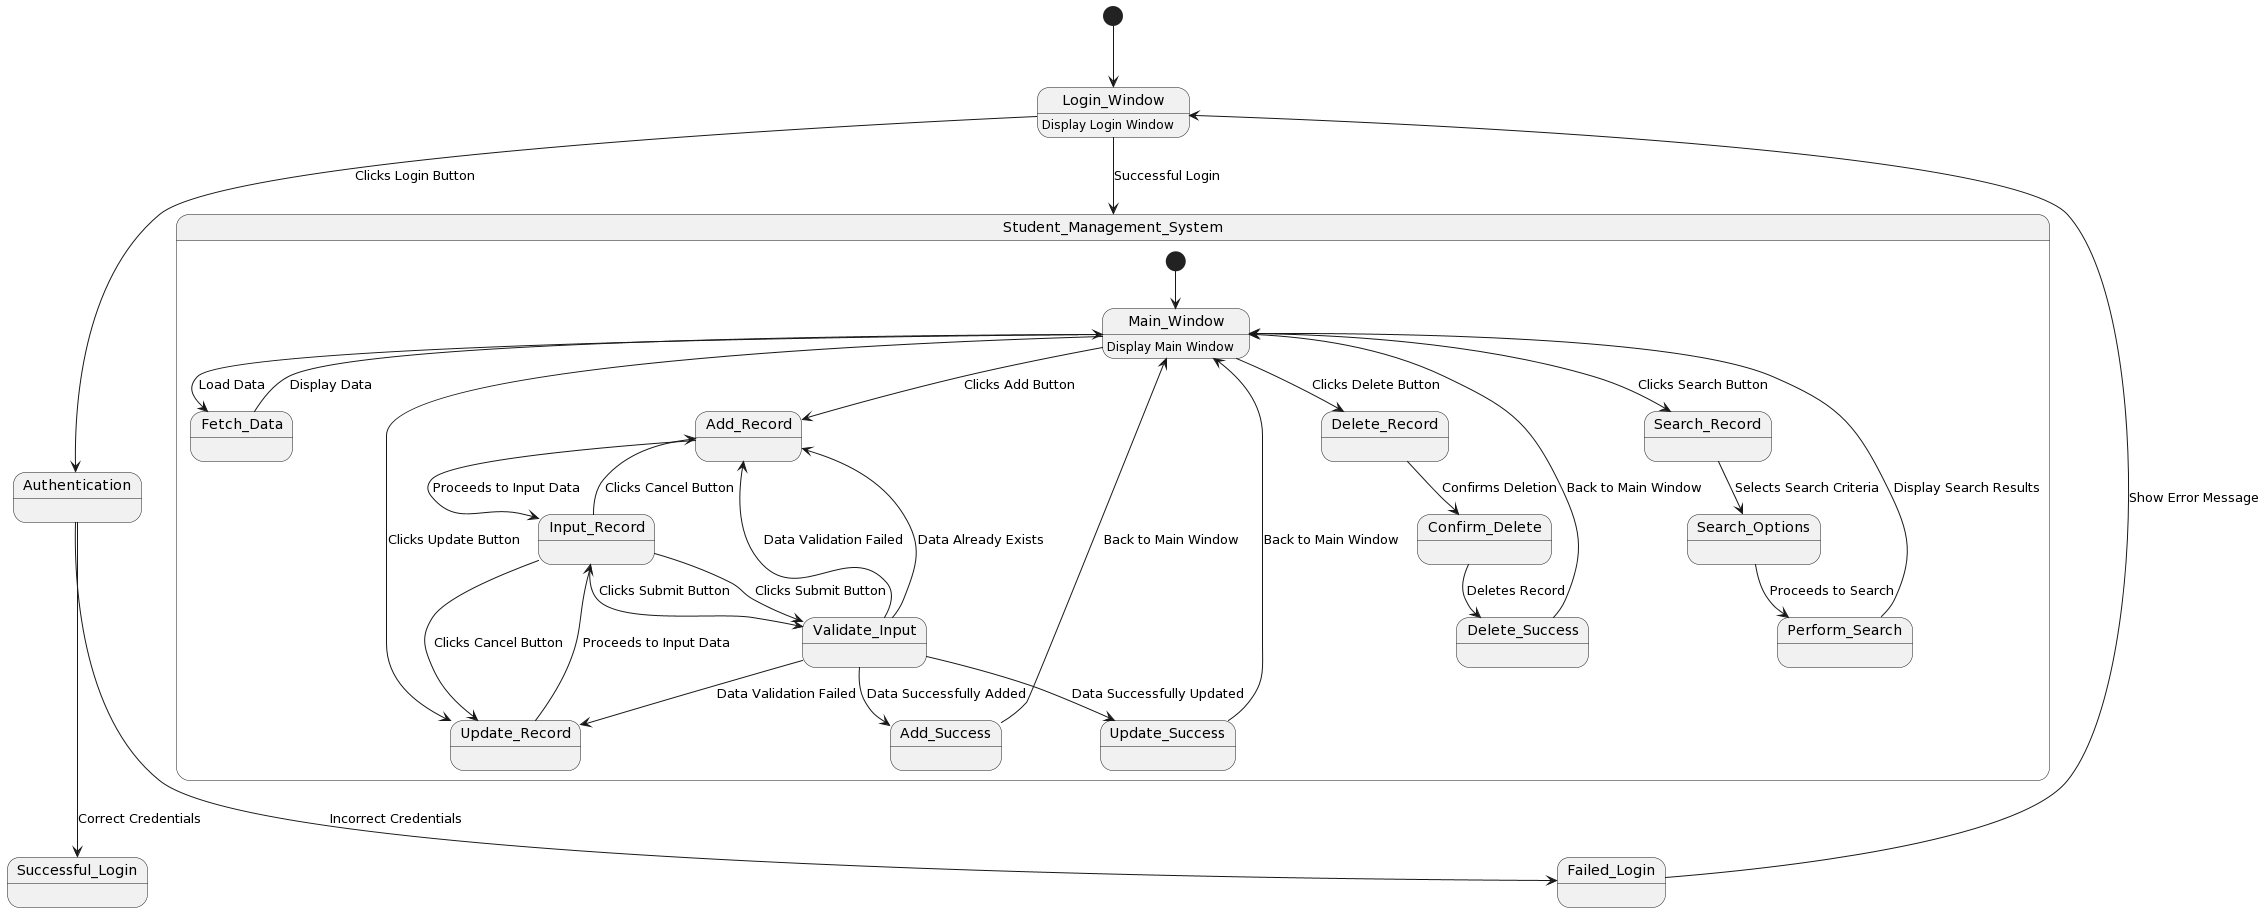 Login_Window
Display Login Window
Clicks Login Button
Successful Login
Student_Management_System
Main_Window
Display Main Window
Load Data
Display Data
Clicks Add Button
Clicks Delete Button
Clicks Search Button
Fetch_Data
Add_Record
Delete_Record
Search_Record
Authentication
Proceeds to Input Data
Clicks Cancel Button
Confirms Deletion
Back to Main Window
Selects Search Criteria
Display Search Results
Show Error Message
Input_Record
Confirm_Delete
Search_Options
Clicks Update Button
Data Validation Failed
Data Already Exists
Back to Main Window
Back to Main Window
Clicks Submit Button
Clicks Submit Button
Deletes Record
Proceeds to Search
Validate_Input
Delete_Success
Perform_Search
Clicks Cancel Button
Proceeds to Input Data
Data Validation Failed
Data Successfully Added
Data Successfully Updated
Update_Record
Add_Success
Update_Success
Correct Credentials
Incorrect Credentials
Successful_Login
Failed_Login